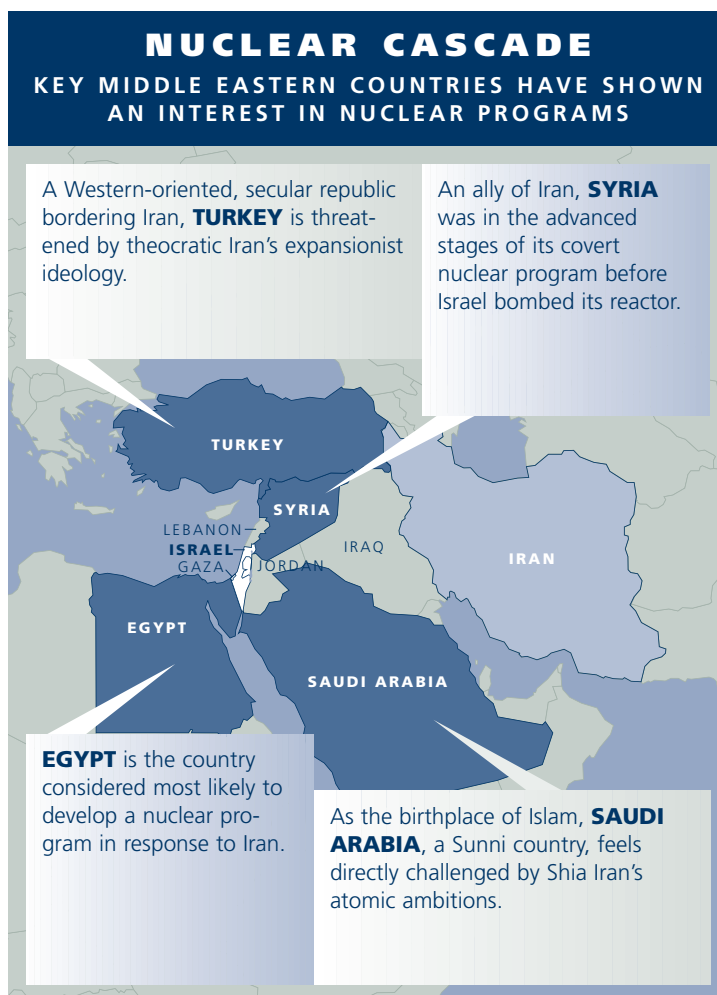 NUCLEAR CASCADE
KEY MIDDLE EASTERN COUNTRIES HAVE SHOWN
AN INTEREST IN NUCLEAR PROGRAMS
A Western-oriented, secular republic
bordering Iran, TURKEY is threat-
ened by theocratic Iran's expansionist
ideology.
An ally of Iran, SYRIA
was in the advanced
stages of its covert
nuclear program before
Israel bombed its reactor.
TURKEY
SYRIA
LEBANON
ISRAEL
GAZA
JORDAN
IRAQ
IRAN
EGYPT
SAUDI ARABIA
EGYPT is the country
considered most likely to
develop a nuclear pro-
gram in response to Iran.
As the birthplace of Islam, SAUDI
ARABIA, a Sunni country, feels
directly challenged by Shia Iran's
atomic ambitions.